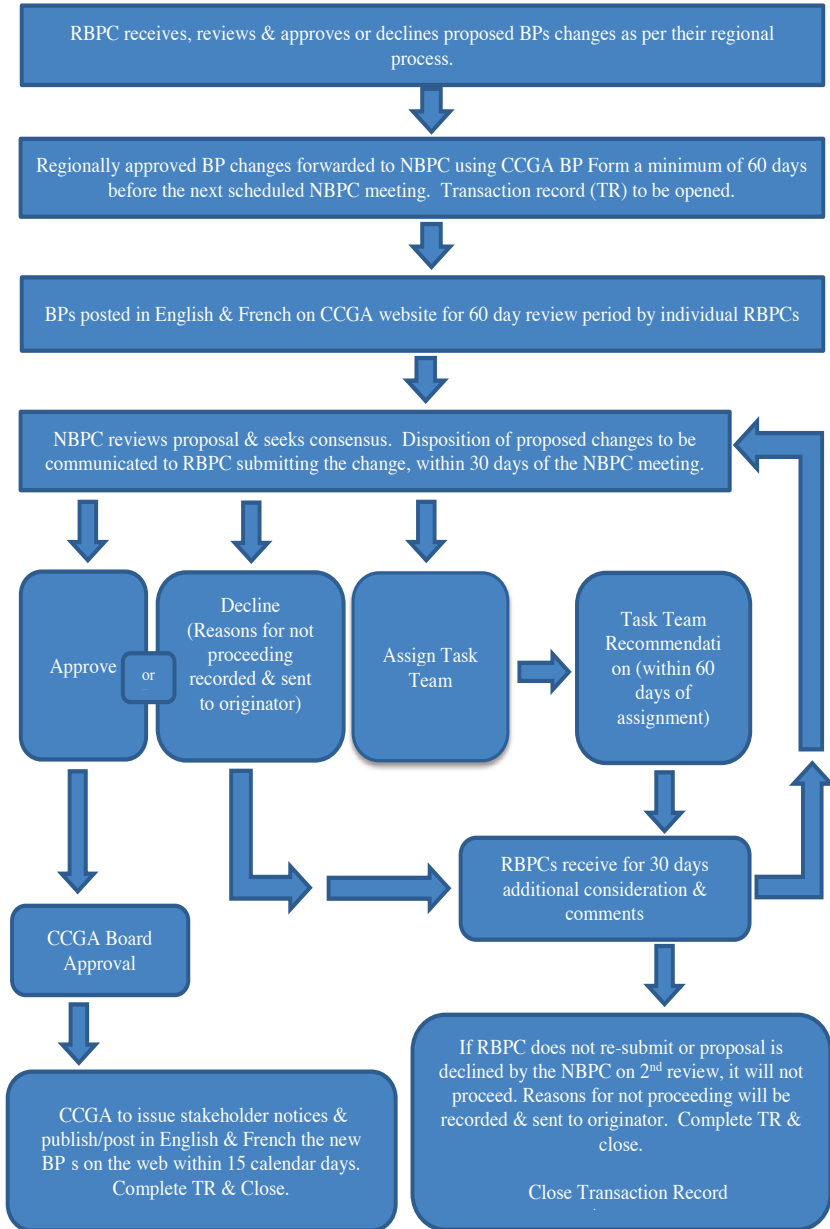 RBPC receives, reviews & approves or declines proposed BPs changes as per their regional
process.
Regionally approved BP changes forwarded to NBPC using CCGA BP Form a minimum of 60 days
before the next scheduled NBPC meeting.  Transaction record (TR) to be opened.
BPs posted in English & French on CCGA website for 60 day review period by individual RBPCs
NBPC reviews proposal & seeks consensus.  Disposition of proposed changes to be
communicated to RBPC submitting the change, within 30 days of the NBPC meeting.
Approve
or
Decline
(Reasons for not
proceeding
recorded & sent
to originator)
Assign Task
Team
Task Team
Recommendati
on (within 60
days of
assignment)
RBPCs receive for 30 days
additional consideration &
comments
CCGA Board
Approval
If RBPC does not re-submit or proposal is
declined by the NBPC on 2nd review, it will not
proceed. Reasons for not proceeding will be
recorded & sent to originator.  Complete TR &
close.
Close Transaction Record
CCGA to issue stakeholder notices &
publish/post in English & French the new
BP s on the web within 15 calendar days.
Complete TR & Close.